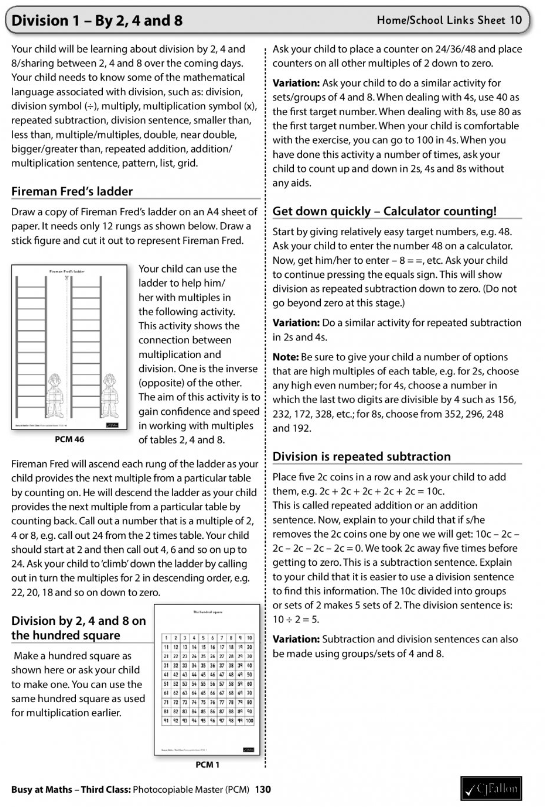 Division 1 – By 2, 4 and 8
Home/School Links Sheet 10
Your child will be learning about division by 2, 4 and
8/sharing between 2, 4 and 8 over the coming days.
Your child needs to know some of the mathematical
language associated with division, such as: division,
division symbol (÷), multiply, multiplication symbol (x),
repeated subtraction, division sentence, smaller than,
less than, multiple/multiples, double, near double,
bigger/greater than, repeated addition, addition/
multiplication sentence, pattern, list, grid.
Fireman Fred's ladder
Draw a copy of Fireman Fred's ladder on an A4 sheet of
paper. It needs only 12 rungs as shown below. Draw a
stick figure and cut it out to represent Fireman Fred.
Fireman Fred's ladder
PCM 46
Your child can use the
ladder to help him/
her with multiples in
the following activity.
This activity shows the
connection between
multiplication and
division. One is the inverse
(opposite) of the other.
The aim of this activity is to
gain confidence and speed
in working with multiples
of tables 2, 4 and 8.
Fireman Fred will ascend each rung of the ladder as your
child provides the next multiple from a particular table
by counting on. He will descend the ladder as your child
provides the next multiple from a particular table by
counting back. Call out a number that is a multiple of 2,
4 or 8, e.g. call out 24 from the 2 times table. Your child
should start at 2 and then call out 4, 6 and so on up to
24. Ask your child to 'climb' down the ladder by calling
out in turn the multiples for 2 in descending order, e.g.
22, 20, 18 and so on down to zero.
Division by 2, 4 and 8 on
the hundred square
Make a hundred square as
shown here or ask your child
to make one. You can use the
same hundred square as used
for multiplication earlier.
The hundred square
1 2 3 4 5 6 7 8 9 10
11 12 13 14 15 16 17 18 19 20
21 22 23 24 25 26 27 28 29 30
31 32 33 34 35 36 37 38 39 40
41 42 43 44 45 46 47 48 49 50
51 52 53 54 55 56 57 58 59 60
61 62 63 64 65 66 67 68 69 70
71 72 73 74 75 76 77 78 79 80
81 82 83 84 85 86 87 88 89 90
91 92 93 94 95 96 97 98 99 100
PCM 1
Ask your child to place a counter on 24/36/48 and place
counters on all other multiples of 2 down to zero.
Variation: Ask your child to do a similar activity for
sets/groups of 4 and 8. When dealing with 4s, use 40 as
the first target number. When dealing with 8s, use 80 as
the first target number. When your child is comfortable
with the exercise, you can go to 100 in 4s. When you
have done this activity a number of times, ask your
child to count up and down in 2s, 4s and 8s without
any aids.
Get down quickly – Calculator counting!
Start by giving relatively easy target numbers, e.g. 48.
Ask your child to enter the number 48 on a calculator.
Now, get him/her to enter – 8 = =, etc. Ask your child
to continue pressing the equals sign. This will show
division as repeated subtraction down to zero. (Do not
go beyond zero at this stage.)
Variation: Do a similar activity for repeated subtraction
in 2s and 4s.
Note: Be sure to give your child a number of options
that are high multiples of each table, e.g. for 2s, choose
any high even number; for 4s, choose a number in
which the last two digits are divisible by 4 such as 156,
232, 172, 328, etc.; for 8s, choose from 352, 296, 248
and 192.
Division is repeated subtraction
Place five 2c coins in a row and ask your child to add
them, e.g. 2c + 2c + 2c + 2c + 2c = 10c.
This is called repeated addition or an addition
sentence. Now, explain to your child that if s/he
removes the 2c coins one by one we will get: 10c – 2c –
2c – 2c – 2c – 2c = 0. We took 2c away five times before
getting to zero. This is a subtraction sentence. Explain
to your child that it is easier to use a division sentence
to find this information. The 10c divided into groups
or sets of 2 makes 5 sets of 2. The division sentence is:
10 ÷ 2 = 5.
Variation: Subtraction and division sentences can also
be made using groups/sets of 4 and 8.
Busy at Maths – Third Class: Photocopiable Master (PCM) 130
CJ Fallon